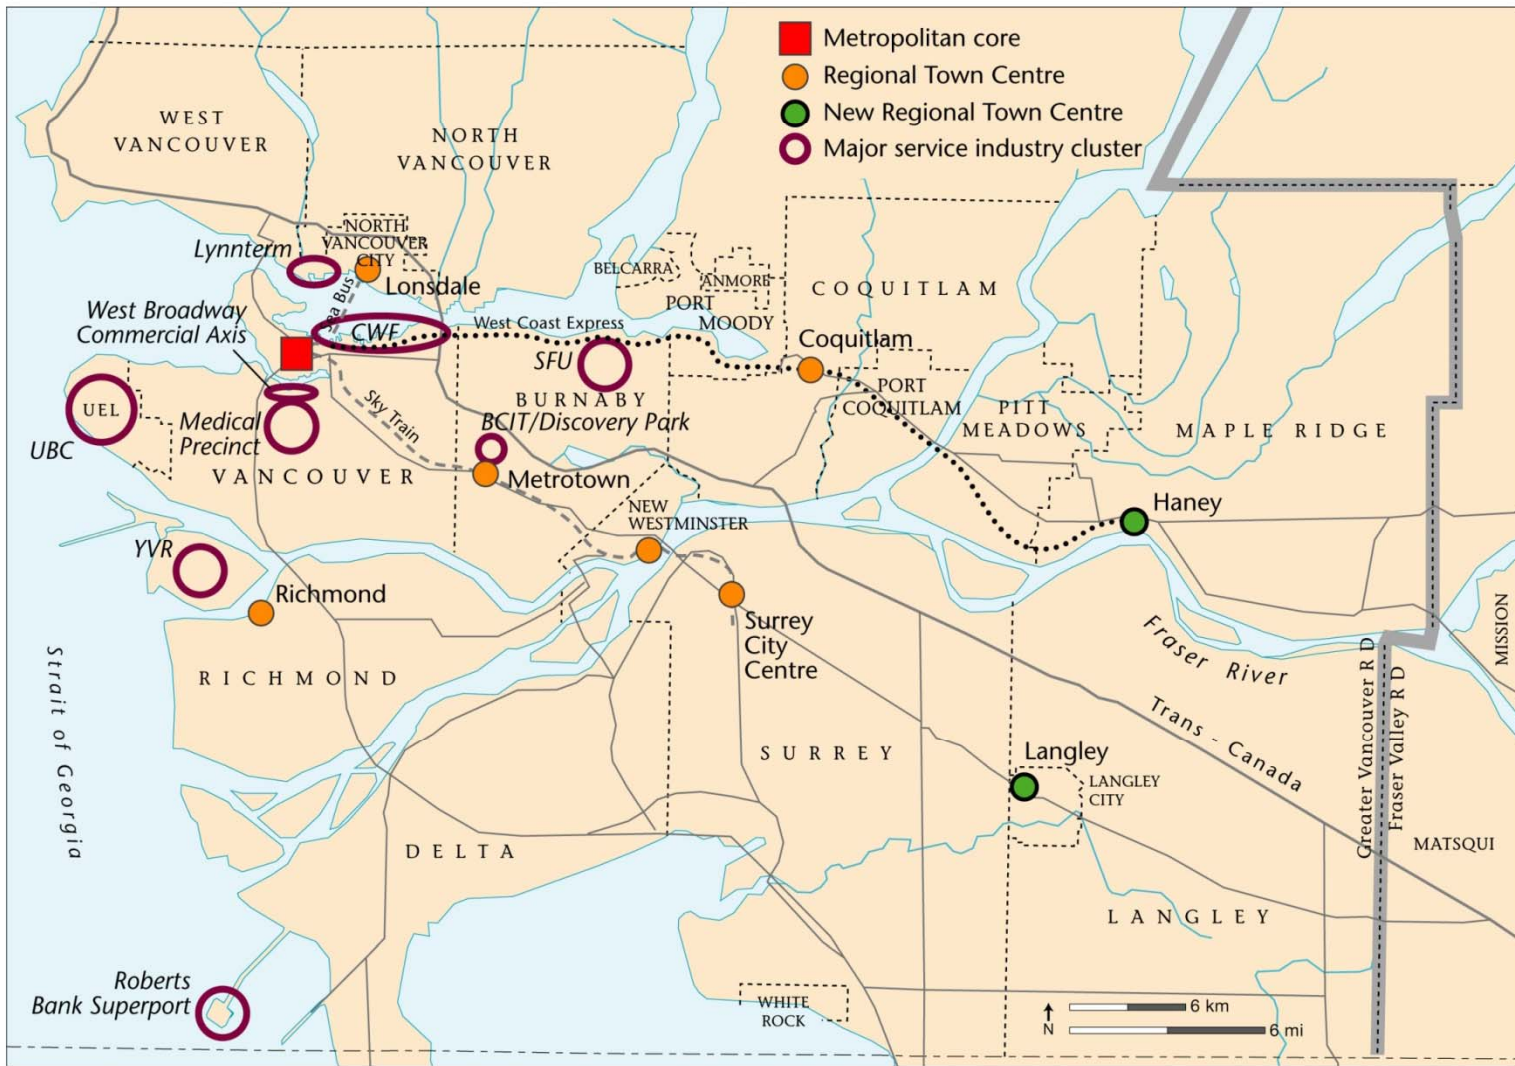 Metropolitan core
Regional Town Centre
New Regional Town Centre
Major service industry cluster
WEST
VANCOUVER
NORTH
VANCOUVER
NORTH
VANCOUVER
CITY
Lynnterm
Lonsdale
Sea Bus
BELCARRA
ANMORE
PORT
MOODY
COQUITLAM
West Broadway
Commercial Axis
CWF
West Coast Express
SFU
Coquitlam
PORT
COQUITLAM
PITT
MEADOWS
MAPLE RIDGE
UEL
UBC
Medical
Precinct
Sky Train
BURNABY
BCIT/Discovery Park
VANCOUVER
Metrotown
NEW
WESTMINSTER
Haney
YVR
Richmond
Surrey
City
Centre
RICHMOND
Strait of Georgia
Fraser River
Trans - Canada
Greater Vancouver R D
Fraser Valley R D
MISSION
SURREY
Langley
LANGLEY
CITY
MATSQUI
DELTA
LANGLEY
Roberts
Bank Superport
WHITE
ROCK
N
6 km
6 mi